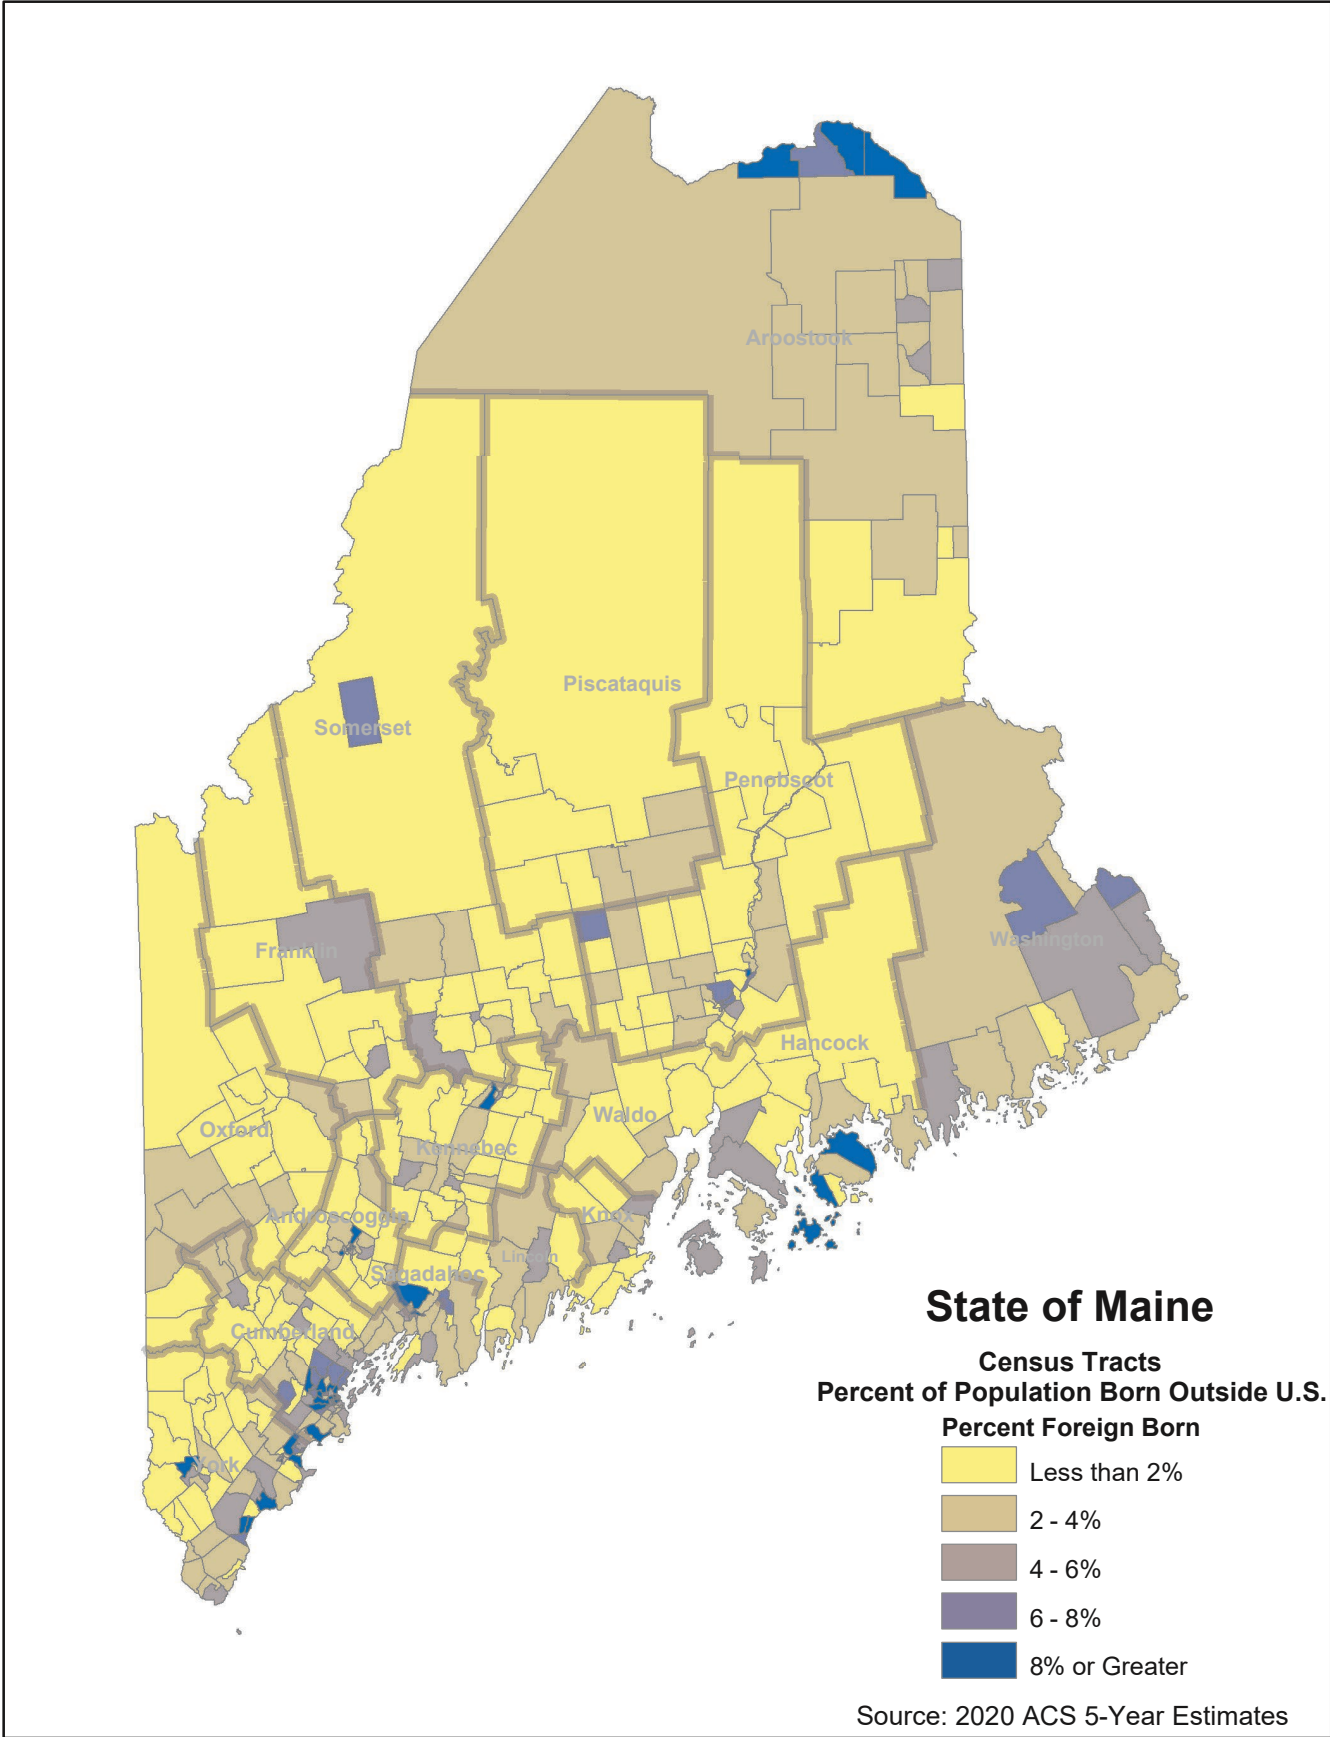 Aroostook
Piscataquis
Somerset
Penobscot
Franklin
Washington
Hancock
Oxford
Waldo
Kennebec
Androscoggin
Knox
Lincoln
Sagadahoc
Cumberland
York
State of Maine
Census Tracts
Percent of Population Born Outside U.S.
Percent Foreign Born
Less than 2%
2 - 4%
4 - 6%
6 - 8%
8% or Greater
Source: 2020 ACS 5-Year Estimates